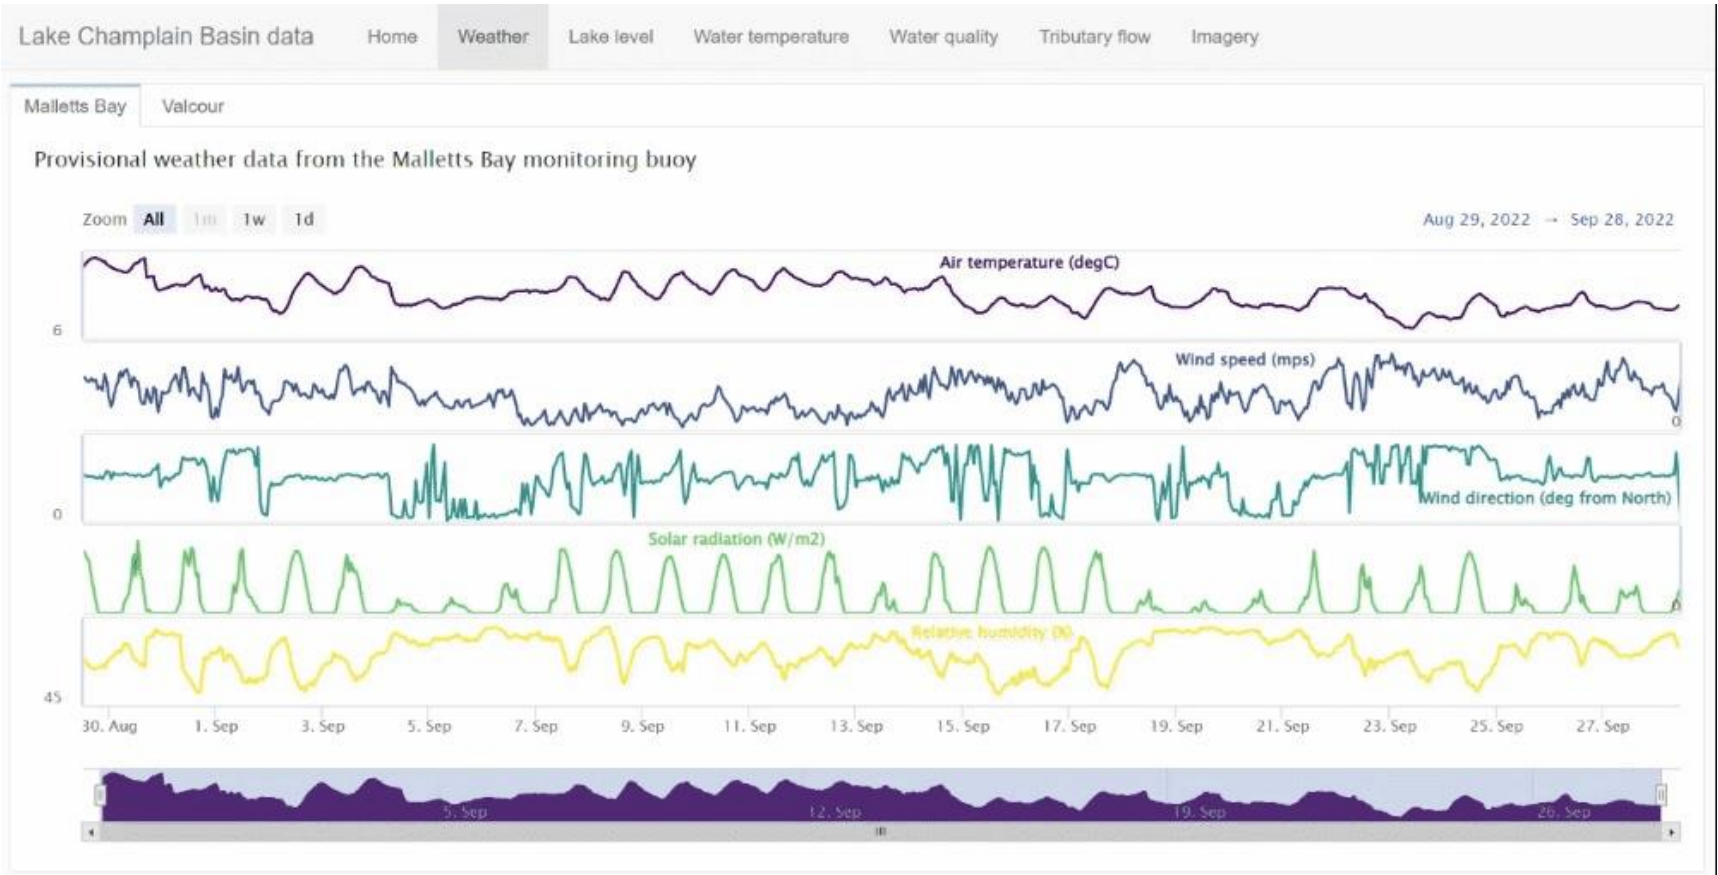 Lake Champlain Basin data Home Weather Lake level Water temperature Water quality Tributary flow Imagery
Malletts Bay Valcour
Provisional weather data from the Malletts Bay monitoring buoy
Zoom All 1m 1w 1d Aug 29, 2022 → Sep 28, 2022
Air temperature (degC)
6
Wind speed (mps)
0
Wind direction (deg from North)
0
Solar radiation (W/m2)
0
Relative humidity (%)
45
30. Aug 1. Sep 3. Sep 5. Sep 7. Sep 9. Sep 11. Sep 13. Sep 15. Sep 17. Sep 19. Sep 21. Sep 23. Sep 25. Sep 27. Sep
5. Sep 12. Sep 19. Sep 26. Sep